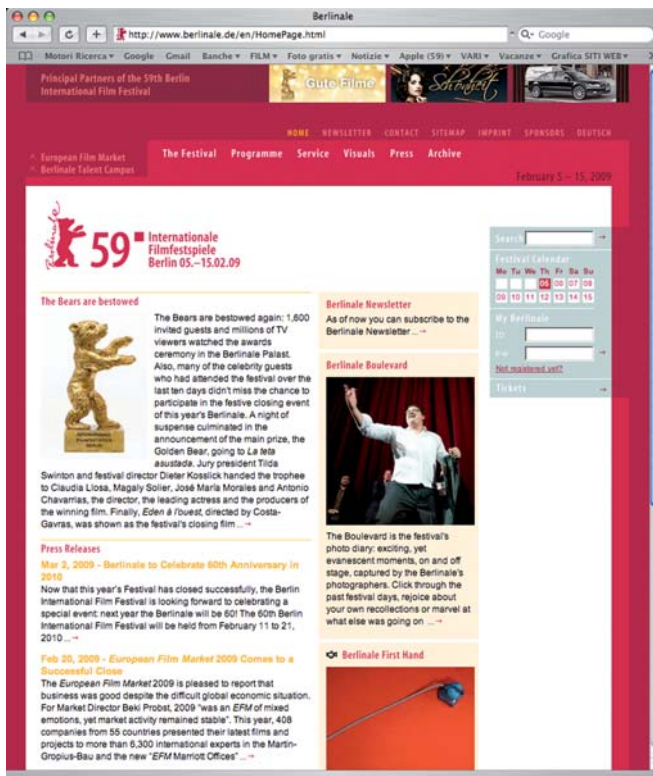 Berlinale
http://www.berlinale.de/en/HomePage.html
Google
Motori Ricerca Google Gmail Banche FILM Foto gratis Notizie Apple (59) VARI Vacanze Grafica SITI WEB
Principal Partners of the 59th Berlin
International Film Festival
Gute Filme
Schönheit
HOME NEWSLETTER CONTACT SITEMAP IMPRINT SPONSORS DEUTSCH
European Film Market
Berlinale Talent Campus
The Festival Programme Service Visuals Press Archive
February 5 – 15, 2009
Berlinale
59 Internationale
Filmfestspiele
Berlin 05.–15.02.09
The Bears are bestowed
The Bears are bestowed again: 1,600
invited guests and millions of TV
viewers watched the awards
ceremony in the Berlinale Palast.
Also, many of the celebrity guests
who had attended the festival over the
last ten days didn't miss the chance to
participate in the festive closing event
of this year's Berlinale. A night of
suspense culminated in the
announcement of the main prize, the
Golden Bear, going to La teta
asustada. Jury president Tilda
Swinton and festival director Dieter Kosslick handed the trophee
to Claudia Llosa, Magaly Solier, José María Morales and Antonio
Chavarrias, the director, the leading actress and the producers of
the winning film. Finally, Eden à l'ouest, directed by Costa-
Gavras, was shown as the festival's closing film ...→
Press Releases
Mar 2, 2009 - Berlinale to Celebrate 60th Anniversary in
2010
Now that this year's Festival has closed successfully, the Berlin
International Film Festival is looking forward to celebrating a
special event: next year the Berlinale will be 60! The 60th Berlin
International Film Festival will be held from February 11 to 21,
2010 ...→
Feb 20, 2009 - European Film Market 2009 Comes to a
Successful Close
The European Film Market 2009 is pleased to report that
business was good despite the difficult global economic situation.
For Market Director Beki Probst, 2009 "was an EFM of mixed
emotions, yet market activity remained stable". This year, 408
companies from 55 countries presented their latest films and
projects to more than 6,300 international experts in the Martin-
Gropius-Bau and the new "EFM Marriott Offices" ...→
Berlinale Newsletter
As of now you can subscribe to the
Berlinale Newsletter ...→
Berlinale Boulevard
The Boulevard is the festival's
photo diary: exciting, yet
evanescent moments, on and off
stage, captured by the Berlinale's
photographers. Click through the
past festival days, rejoice about
your own recollections or marvel at
what else was going on ...→
Berlinale First Hand
Search →
Festival Calendar
Mo Tu We Th Fr Sa Su
05 06 07 08
09 10 11 12 13 14 15
My Berlinale
ID
PW →
Not registered yet?
Tickets →